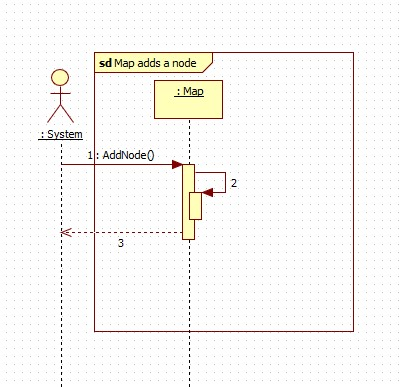 sd Map adds a node
: Map
: System
1 : AddNode()
2
3